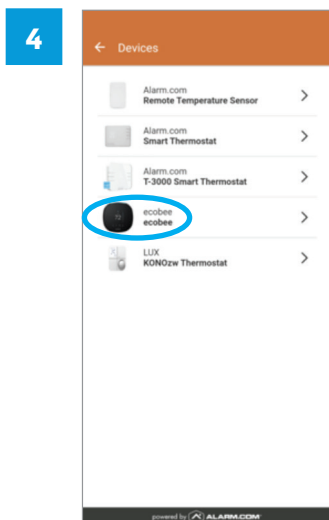 4
← Devices
Alarm.com
Remote Temperature Sensor
Alarm.com
Smart Thermostat
Alarm.com
T-3000 Smart Thermostat
ecobee
ecobee
LUX
KONOzw Thermostat
powered by ALARM.COM